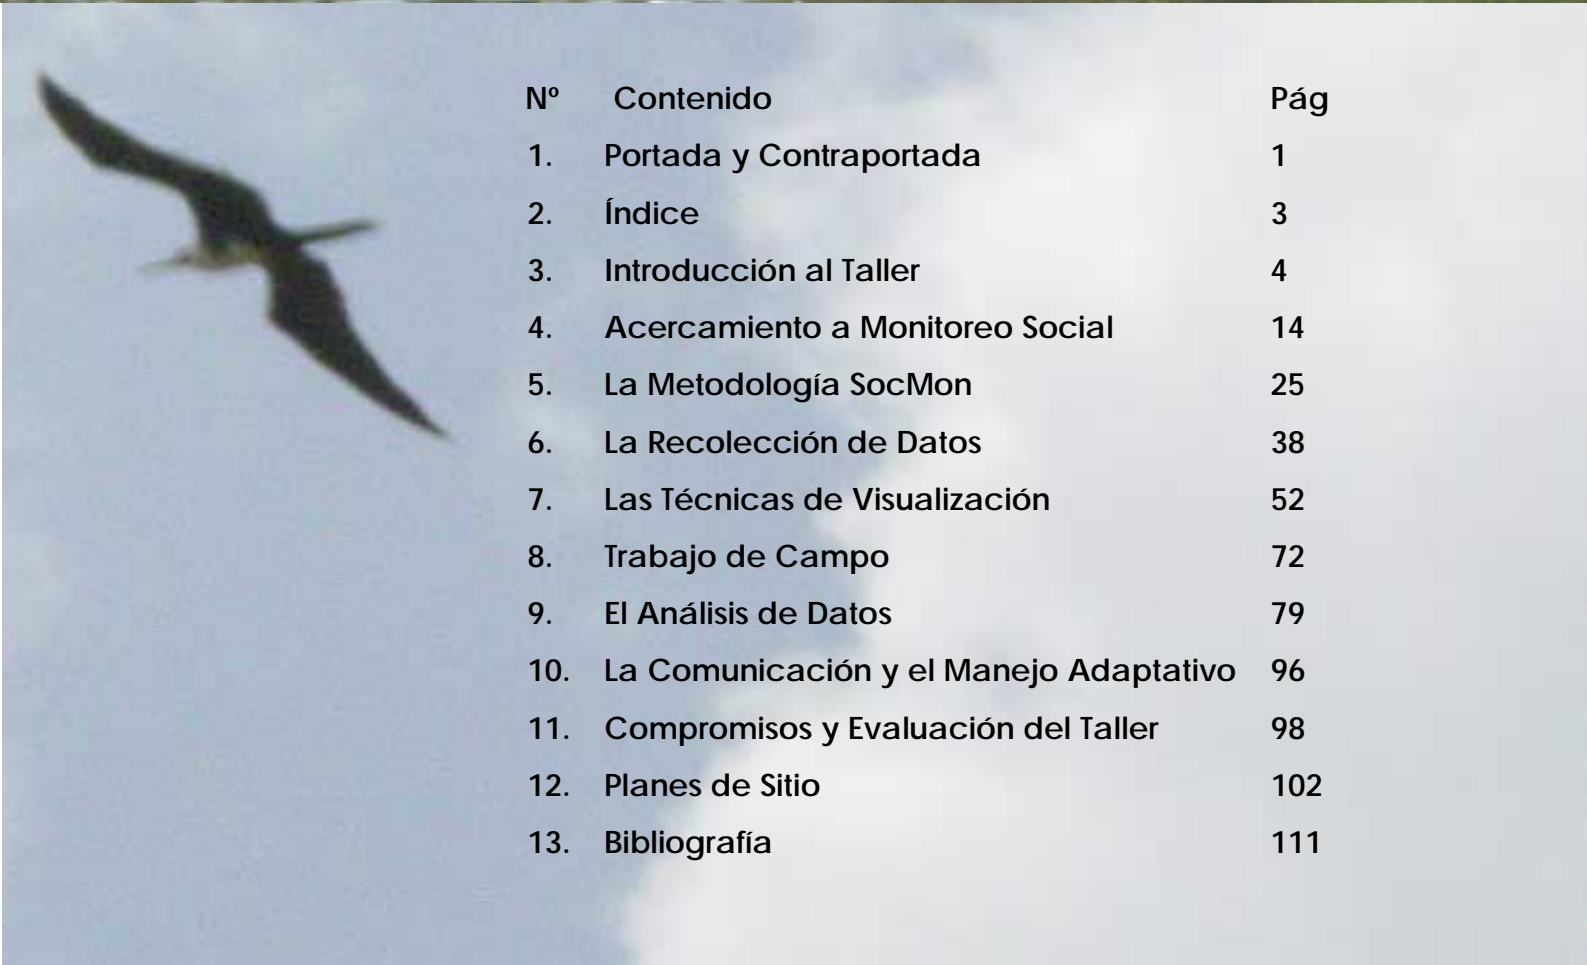 Nº Contenido Pág
1. Portada y Contraportada 1
2. Índice 3
3. Introducción al Taller 4
4. Acercamiento a Monitoreo Social 14
5. La Metodología SocMon 25
6. La Recolección de Datos 38
7. Las Técnicas de Visualización 52
8. Trabajo de Campo 72
9. El Análisis de Datos 79
10. La Comunicación y el Manejo Adaptativo 96
11. Compromisos y Evaluación del Taller 98
12. Planes de Sitio 102
13. Bibliografía 111